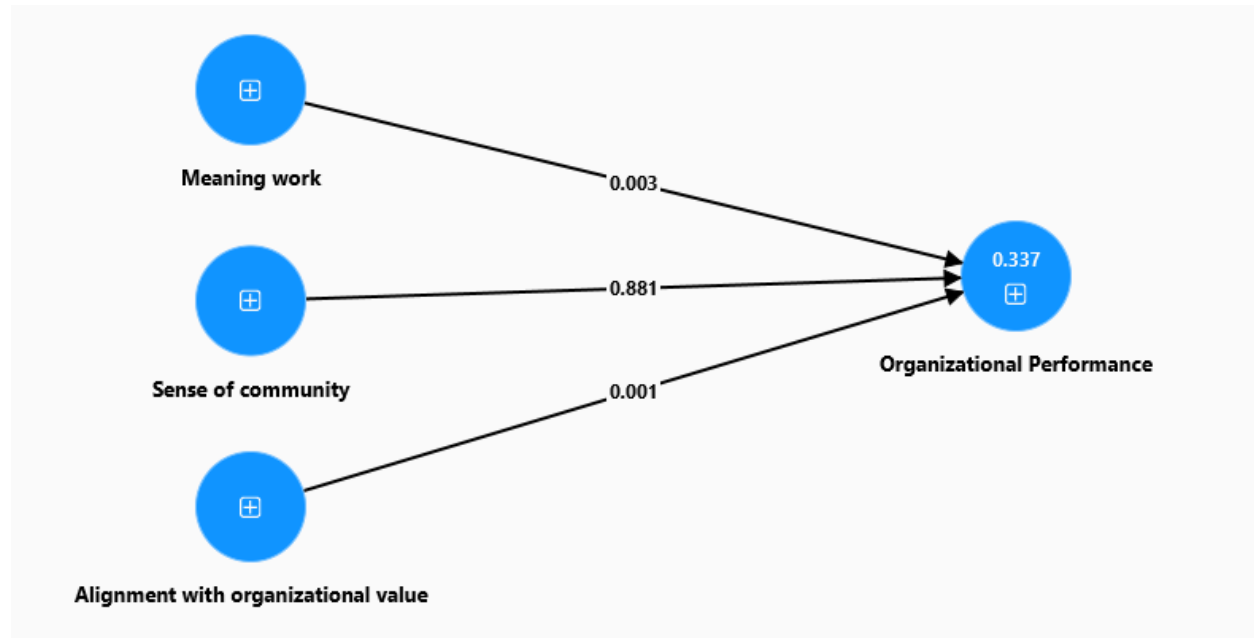 Meaning work
0.003
0.337
Sense of community
0.881
Organizational Performance
0.001
Alignment with organizational value